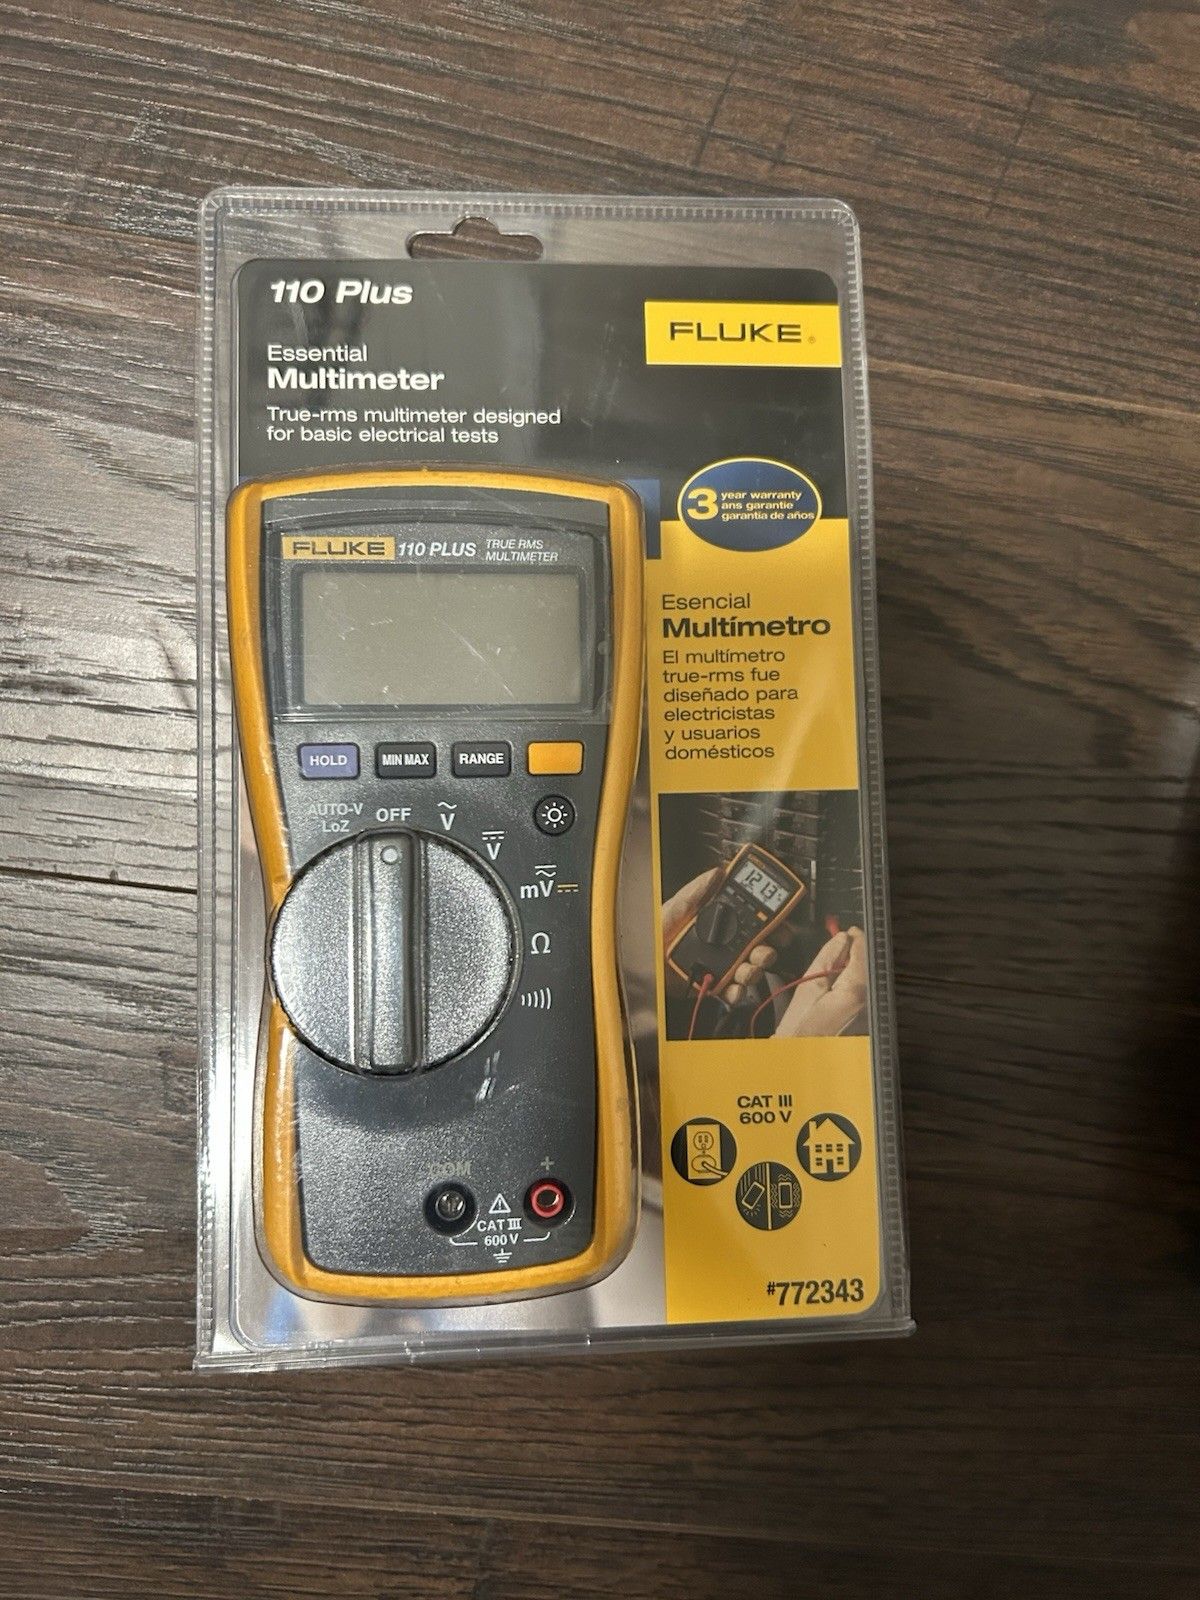 110 Plus
FLUKE®
Essential
Multimeter
True-rms multimeter designed
for basic electrical tests
3 year warranty
ans garantie
garantía de años
FLUKE 110 PLUS TRUE RMS
MULTIMETER
HOLD MIN MAX RANGE
AUTO-V
LoZ
OFF
V
V
mV
Ω
COM +
CAT III
600 V
Esencial
Multímetro
El multímetro
true-rms fue
diseñado para
electricistas
y usuarios
domésticos
CAT III
600 V
#772343